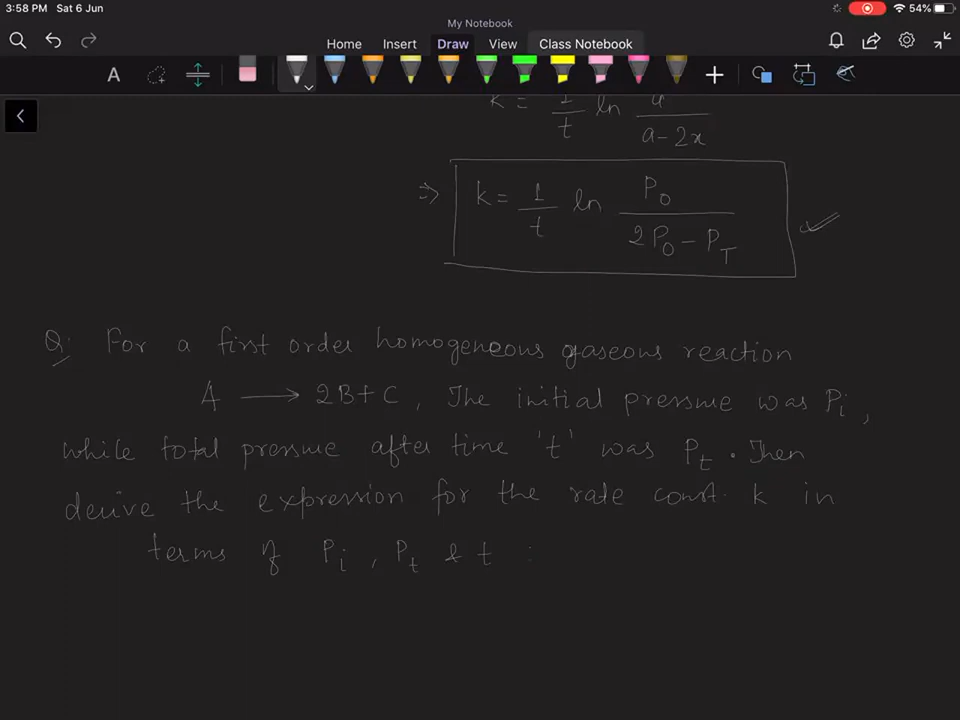 3:58 PM Sat 6 Jun
54%
My Notebook
Home Insert Draw View Class Notebook
A
k = 1/t ln a/(a-2x)
⇒ k = 1/t ln P₀/(2P₀ - P_T)
Q: For a first order homogeneous gaseous reaction
A → 2B + C, The initial pressure was Pᵢ,
while total pressure after time 't' was Pₜ. Then
derive the expression for the rate const. k in
terms of Pᵢ, Pₜ & t :